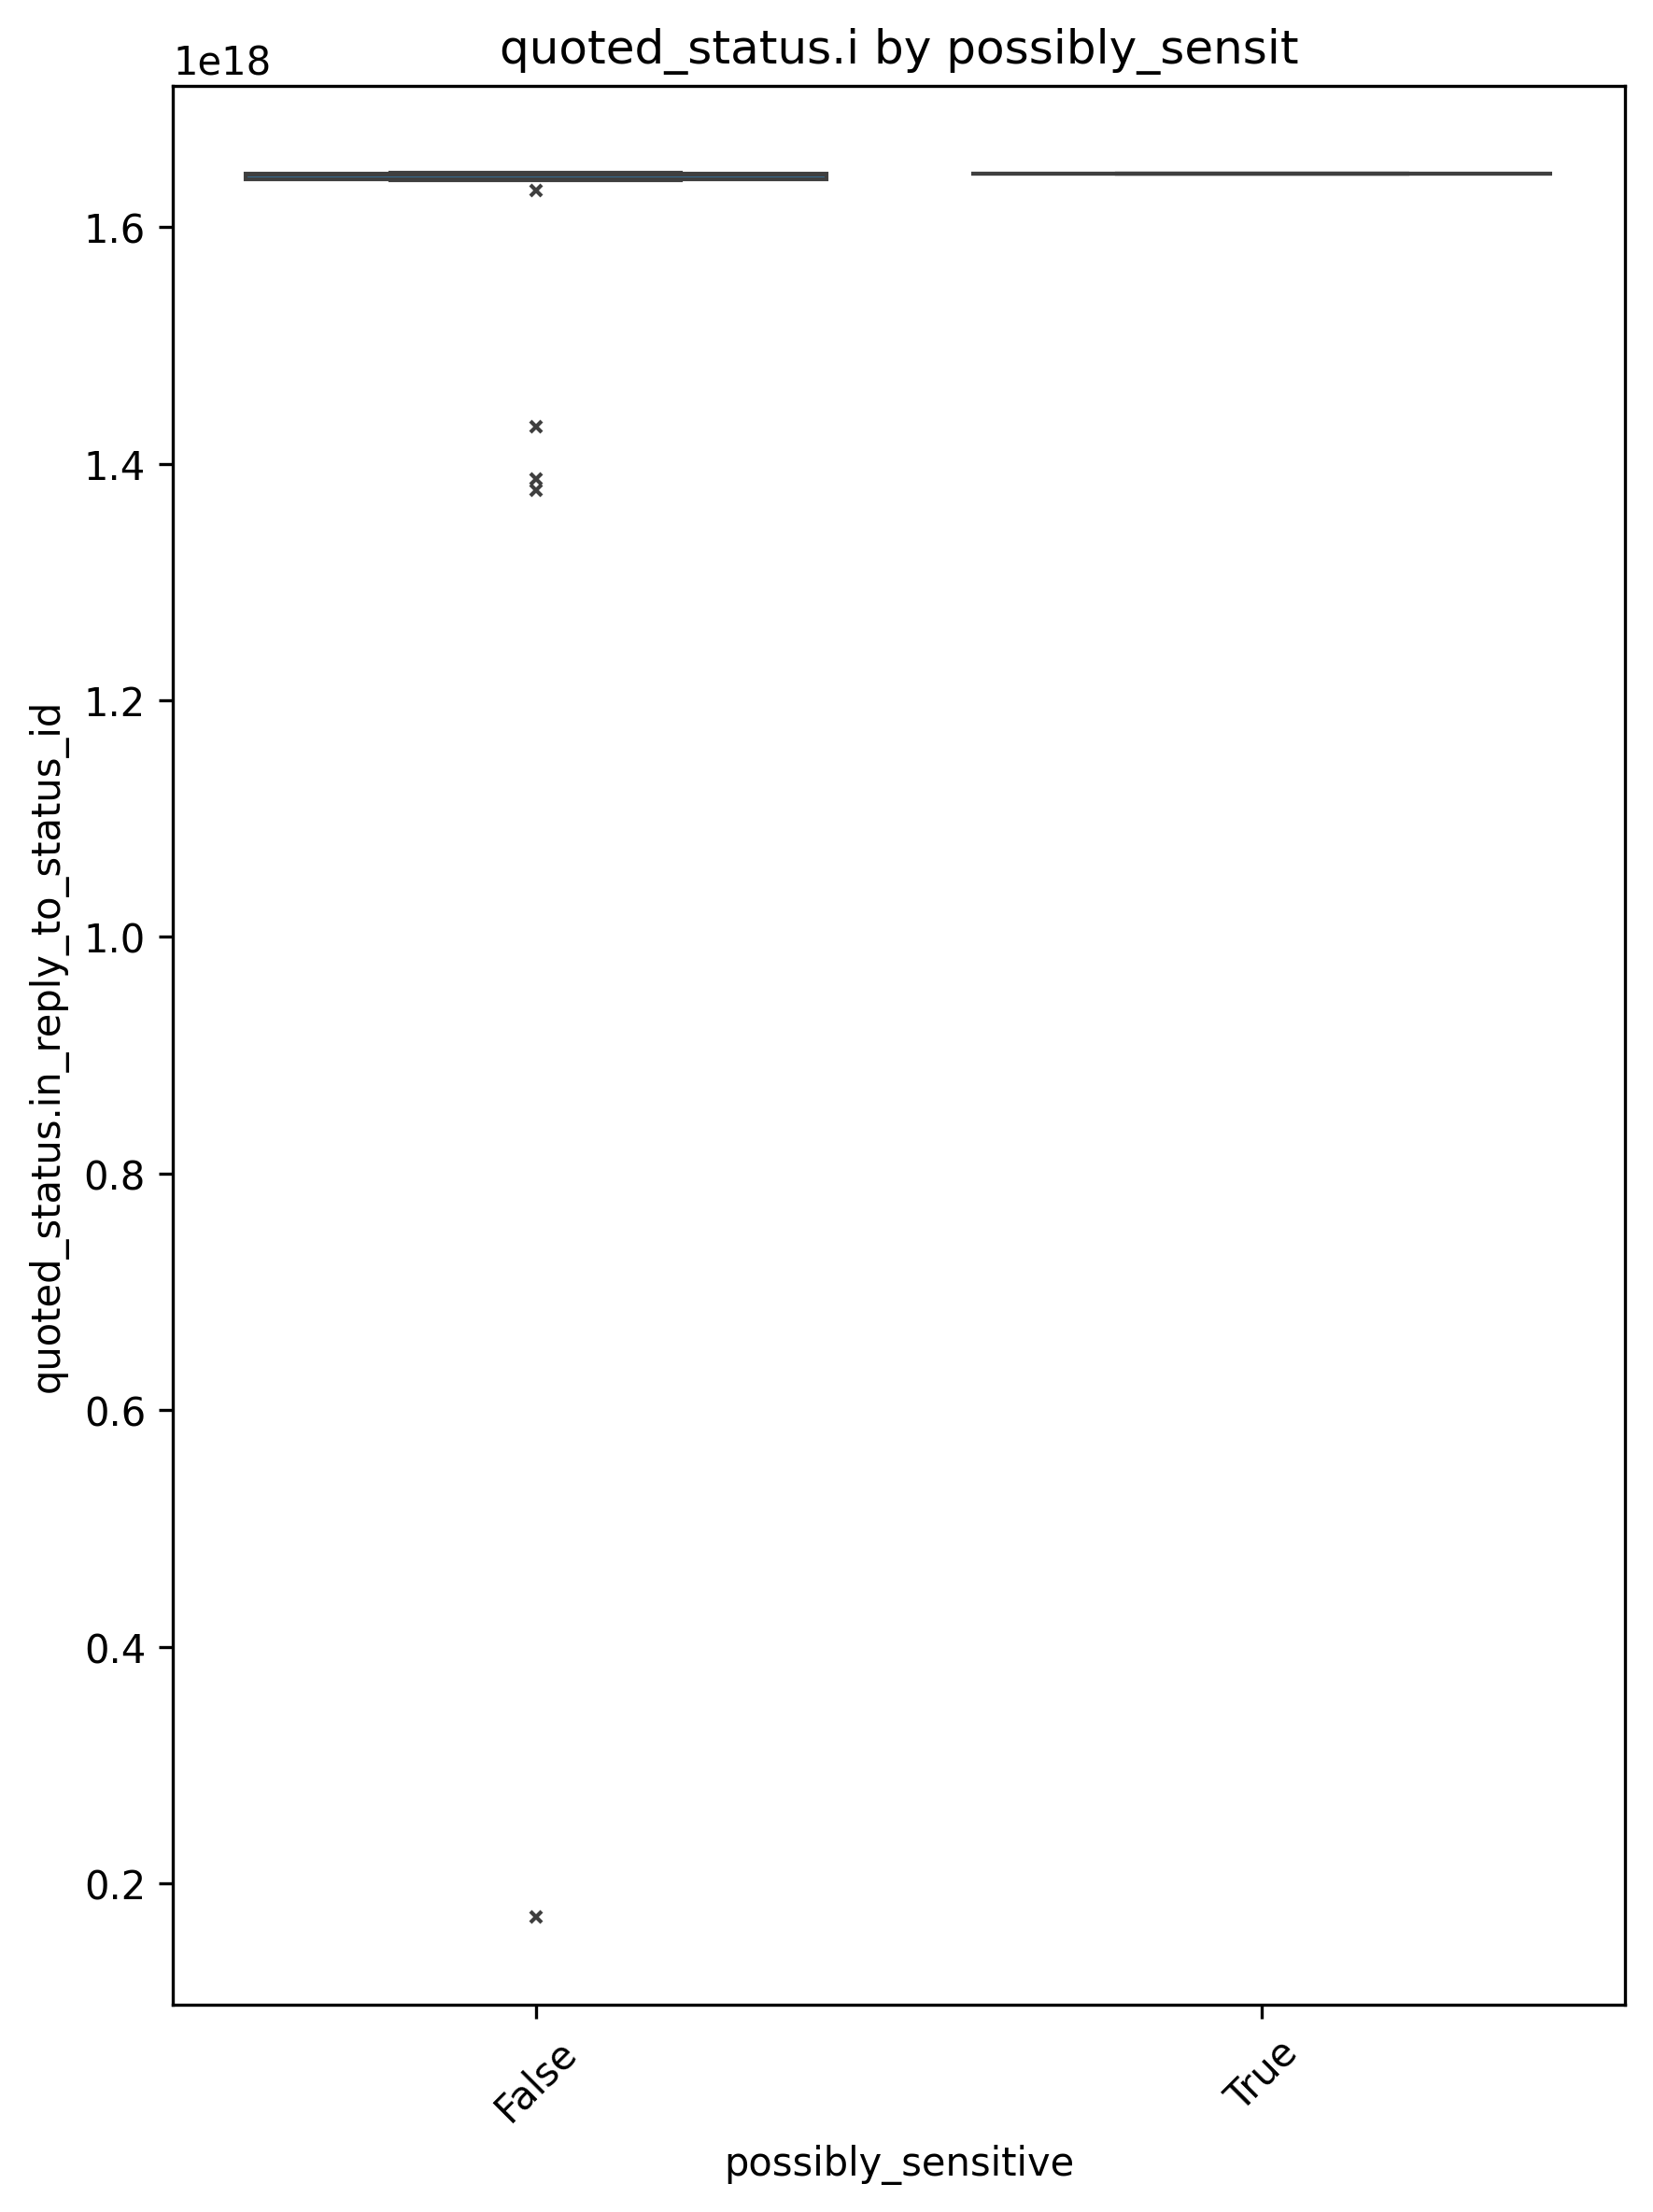 quoted_status.i by possibly_sensit
1e18
1.6
1.4
1.2
1.0
0.8
0.6
0.4
0.2
quoted_status.in_reply_to_status_id
False
True
possibly_sensitive